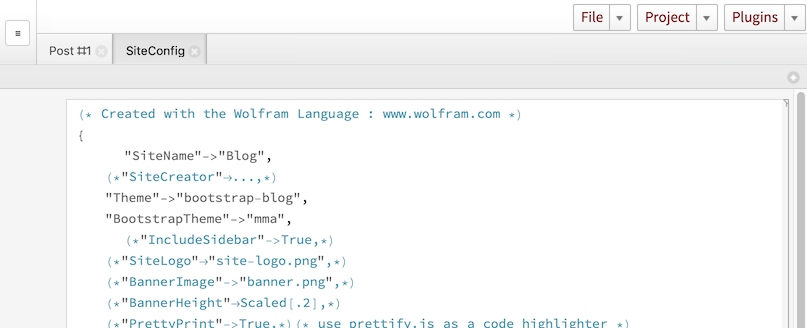 File Project Plugins
Post #1 SiteConfig
(* Created with the Wolfram Language : www.wolfram.com *)
{
"SiteName"->"Blog",
(*"SiteCreator"→...,*)
"Theme"->"bootstrap-blog",
"BootstrapTheme"->"mma",
(*"IncludeSidebar"->True,*)
(*"SiteLogo"→"site-logo.png",*)
(*"BannerImage"->"banner.png",*)
(*"BannerHeight"→Scaled[.2],*)
(*"PrettyPrint"->True,*)(* use prettify.js as a code highlighter *)